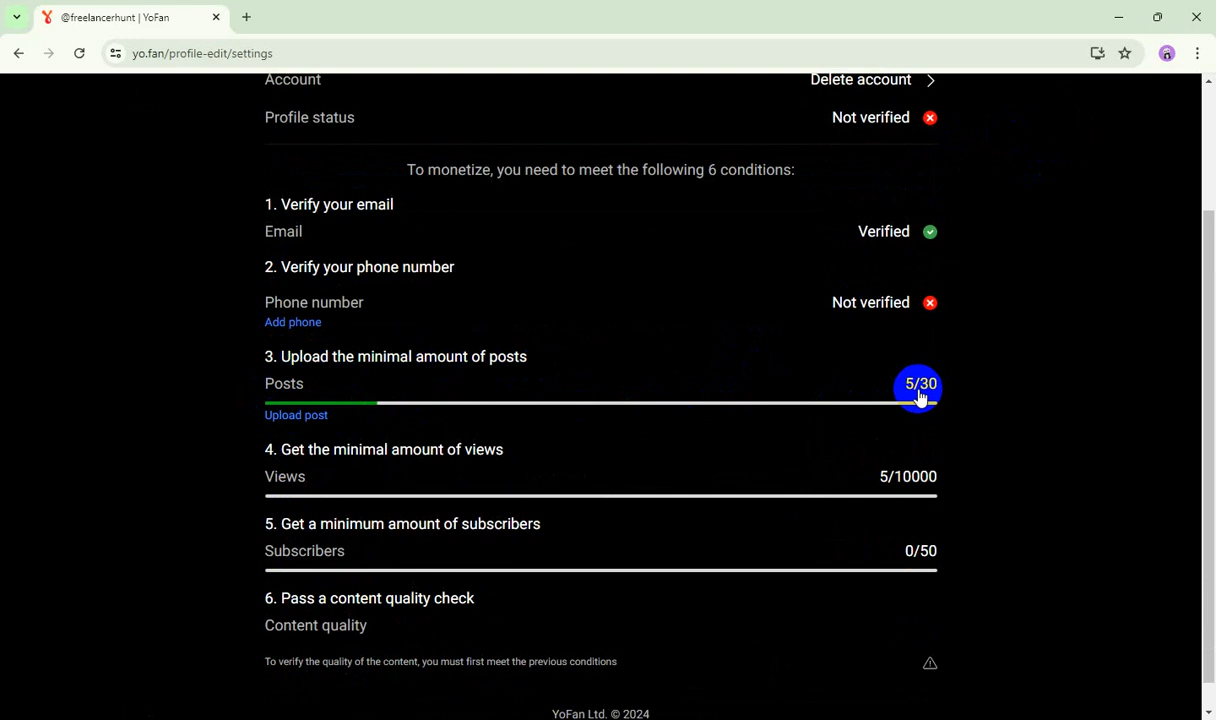 @freelancerhunt | YoFan
yo.fan/profile-edit/settings
Account Delete account
Profile status Not verified
To monetize, you need to meet the following 6 conditions:
1. Verify your email
Email Verified
2. Verify your phone number
Phone number Not verified
Add phone
3. Upload the minimal amount of posts
Posts 5/30
Upload post
4. Get the minimal amount of views
Views 5/10000
5. Get a minimum amount of subscribers
Subscribers 0/50
6. Pass a content quality check
Content quality
To verify the quality of the content, you must first meet the previous conditions
YoFan Ltd. © 2024